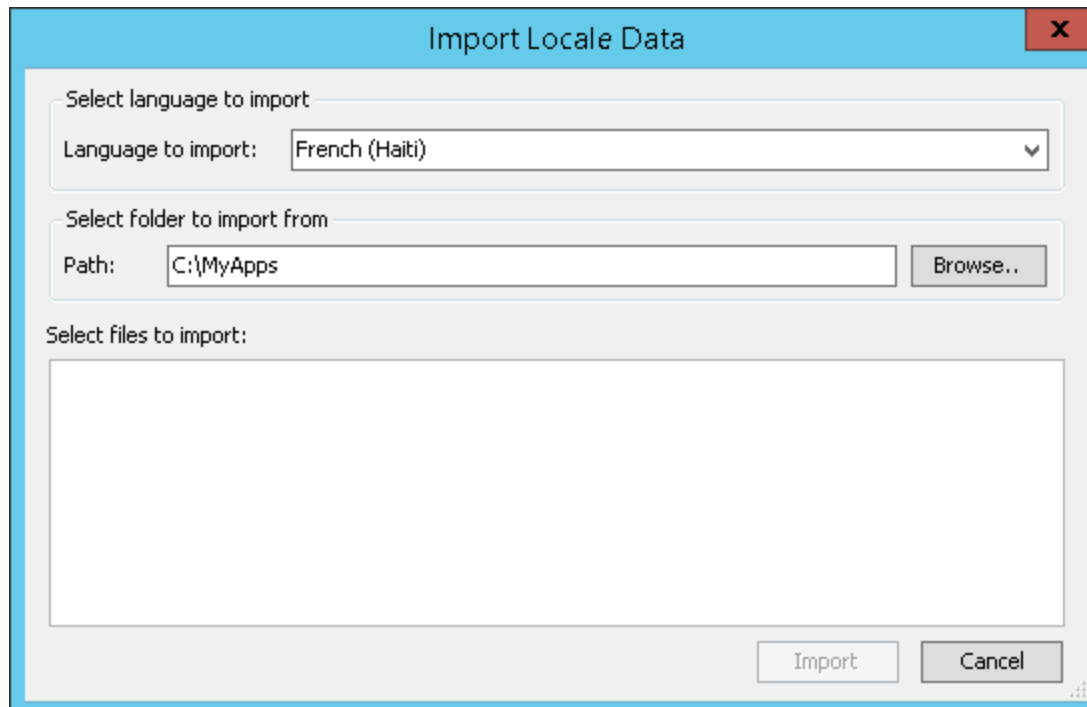 Import Locale Data
x
Select language to import
Language to import: French (Haiti)
Select folder to import from
Path: C:\MyApps Browse..
Select files to import:
Import Cancel